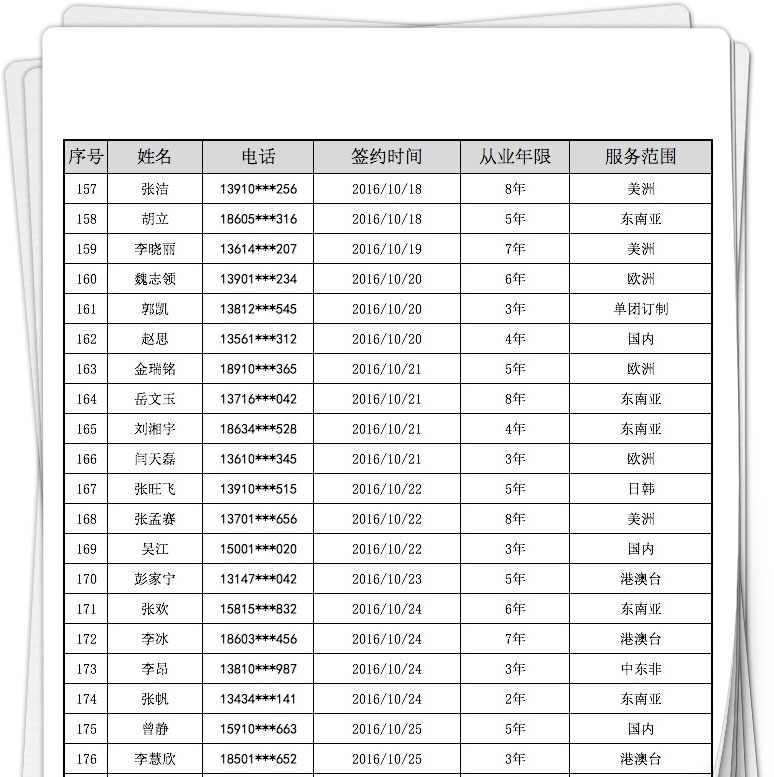 序号 姓名 电话 签约时间 从业年限 服务范围
157 张洁 13910***256 2016/10/18 8年 美洲
158 胡立 18605***316 2016/10/18 5年 东南亚
159 李晓丽 13614***207 2016/10/19 7年 美洲
160 魏志领 13901***234 2016/10/20 6年 欧洲
161 郭凯 13812***545 2016/10/20 3年 单团订制
162 赵思 13561***312 2016/10/20 4年 国内
163 金瑞铭 18910***365 2016/10/21 5年 欧洲
164 岳文玉 13716***042 2016/10/21 8年 东南亚
165 刘湘宇 18634***528 2016/10/21 4年 东南亚
166 闫天磊 13610***345 2016/10/21 3年 欧洲
167 张旺飞 13910***515 2016/10/22 5年 日韩
168 张孟赛 13701***656 2016/10/22 8年 美洲
169 吴江 15001***020 2016/10/22 3年 国内
170 彭家宁 13147***042 2016/10/23 5年 港澳台
171 张欢 15815***832 2016/10/24 6年 东南亚
172 李冰 18603***456 2016/10/24 7年 港澳台
173 李昂 13810***987 2016/10/24 3年 中东非
174 张帆 13434***141 2016/10/24 2年 东南亚
175 曾静 15910***663 2016/10/25 5年 国内
176 李慧欣 18501***652 2016/10/25 3年 港澳台